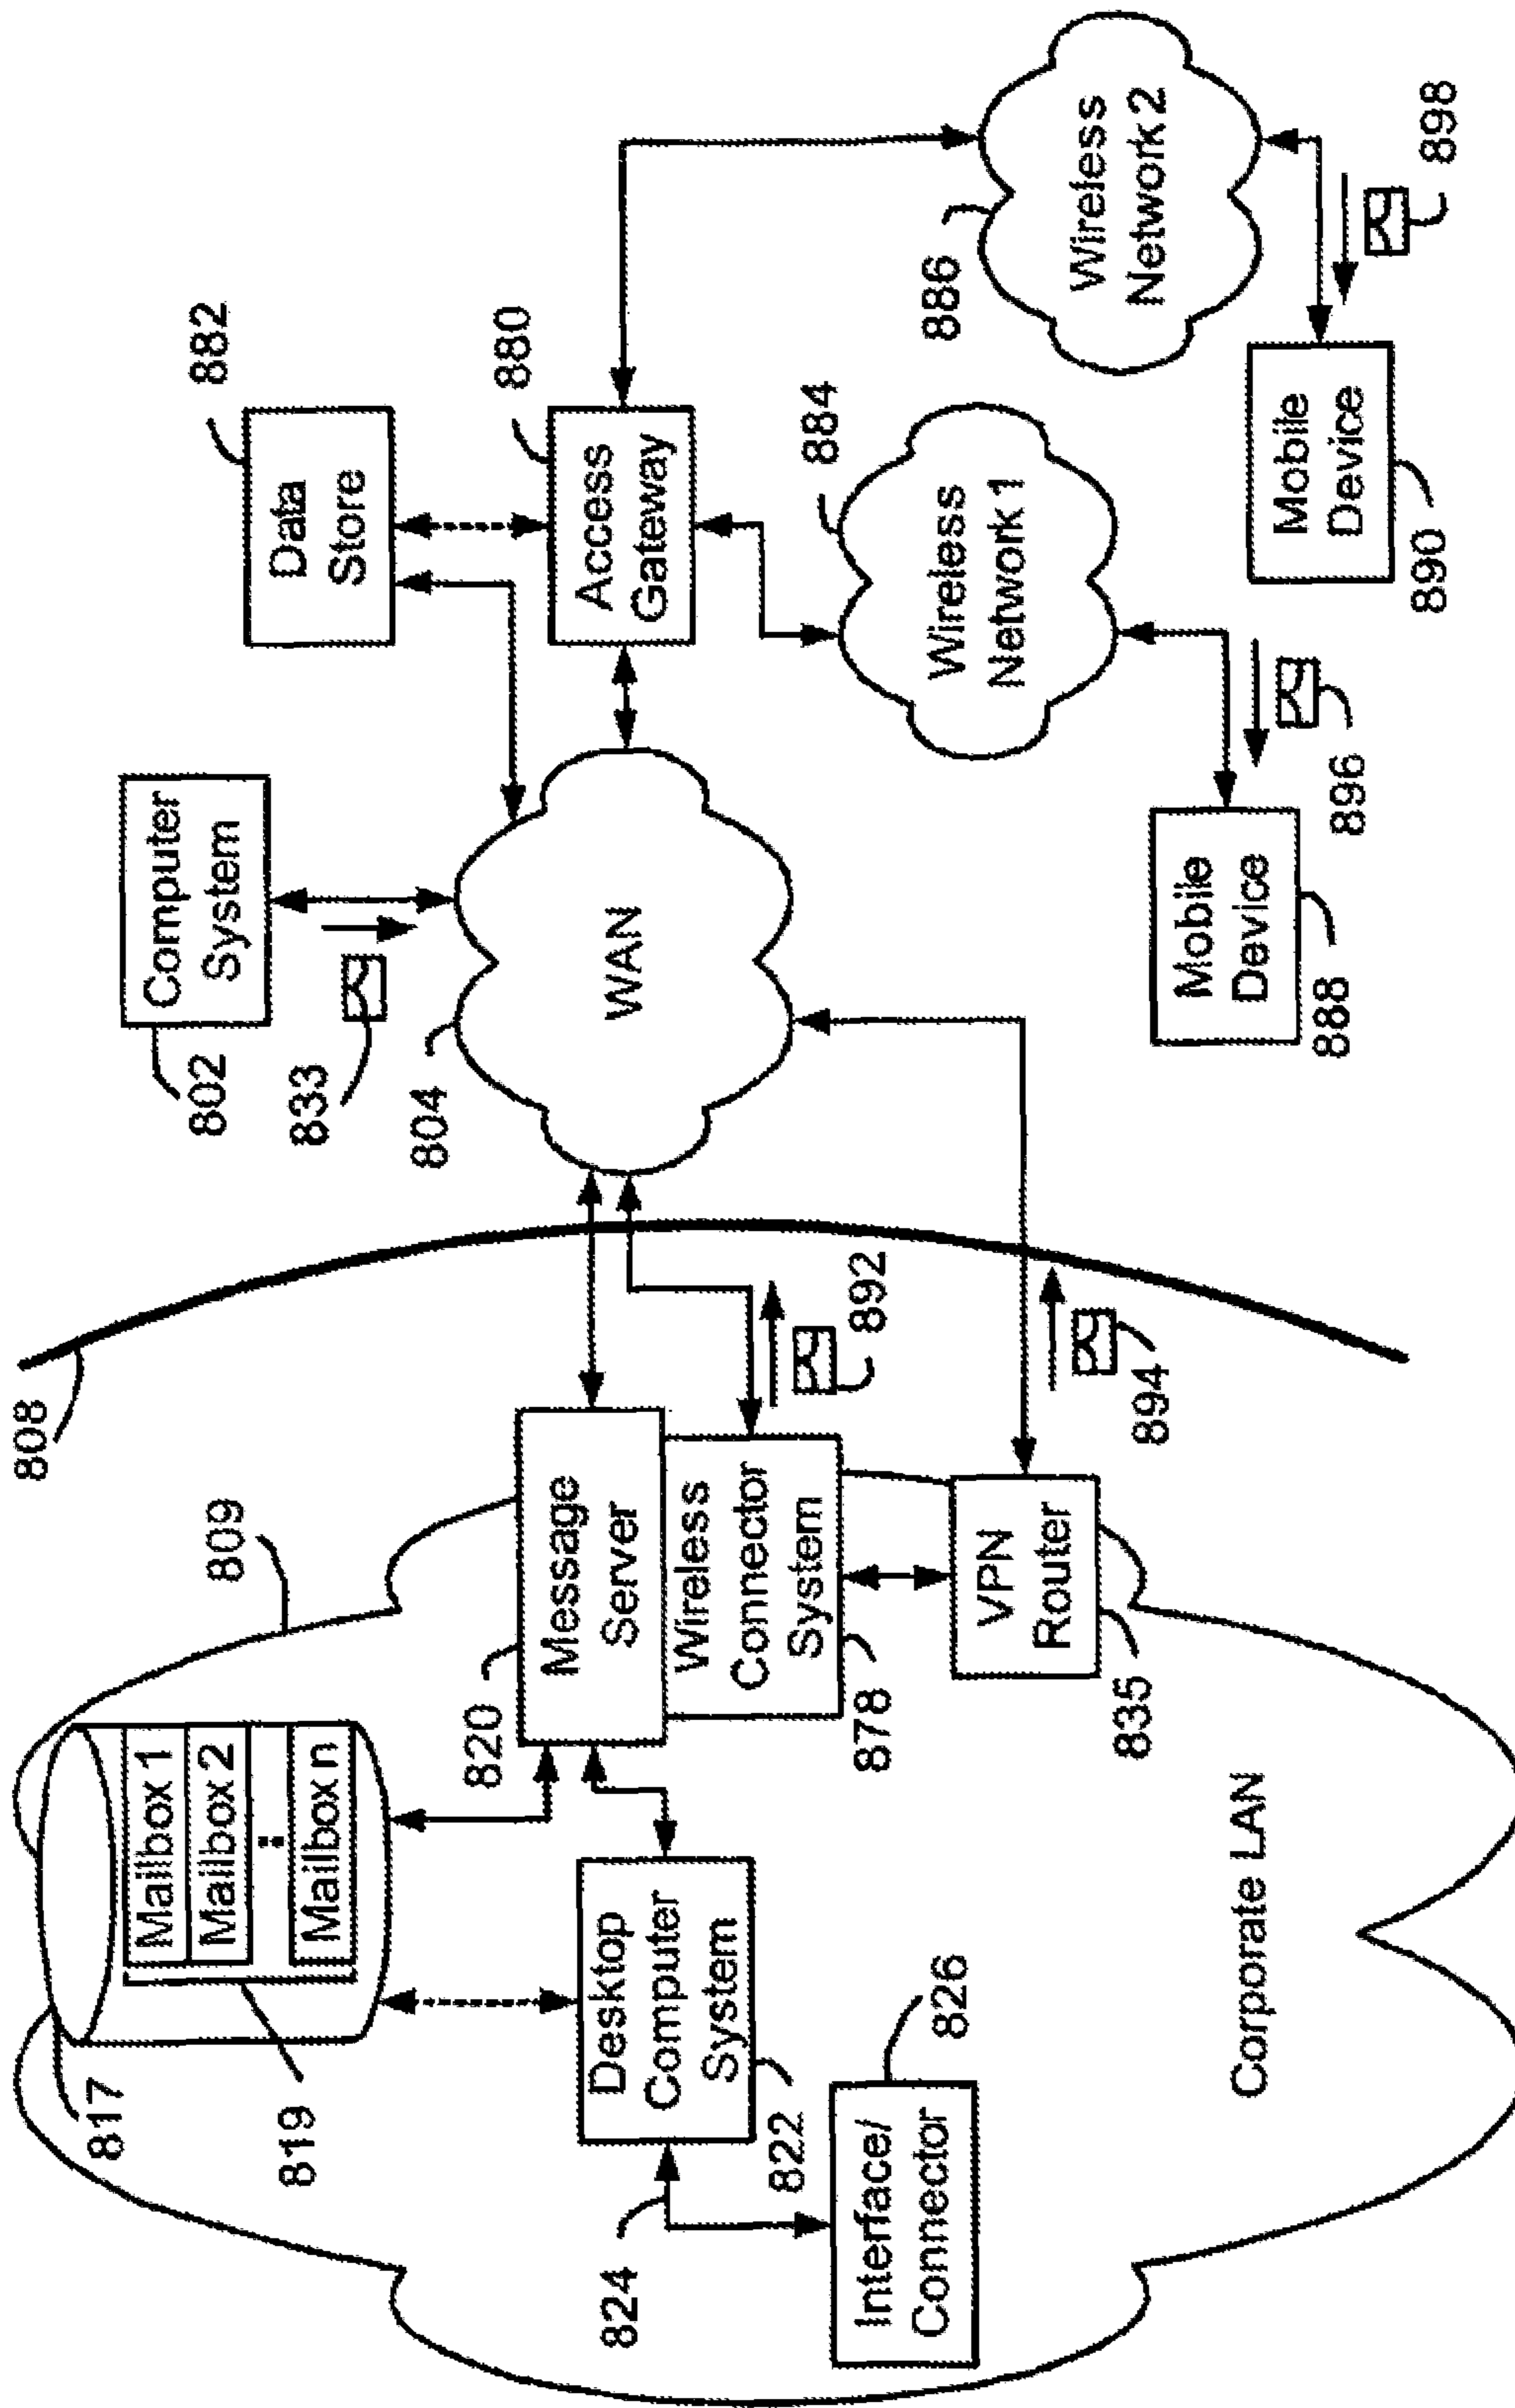 808
809
817
819
Mailbox 1
Mailbox 2
Mailbox n
820
Message
Server
Wireless
Connector
System
878
892
VPN
Router
835
894
Desktop
Computer
System
822
824
Interface/
Connector
826
Corporate LAN
Computer
System
802
833
804
WAN
Data
Store
882
Access
Gateway
880
Wireless
Network 1
884
Wireless
Network 2
886
Mobile
Device
888
896
Mobile
Device
890
898